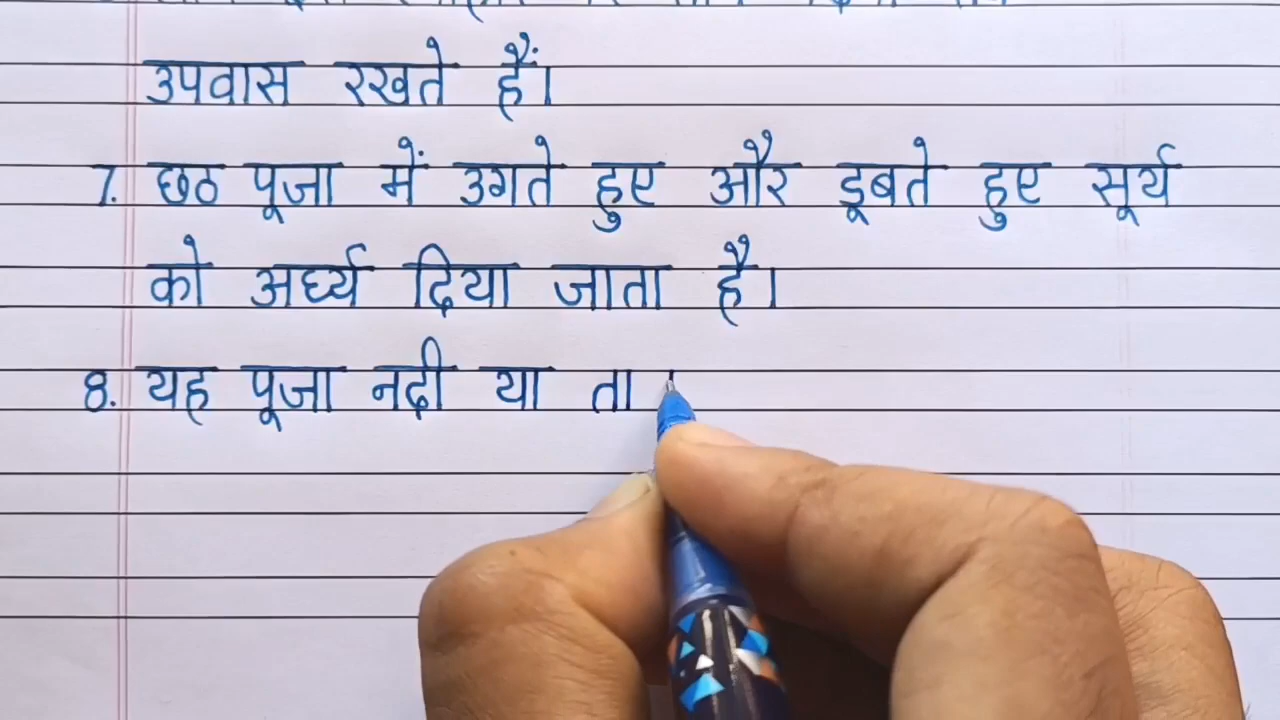 उपवास रखते हैं।
7. छठ पूजा में उगते हुए और डूबते हुए सूर्य
को अर्घ्य दिया जाता है।
8. यह पूजा नदी या ता